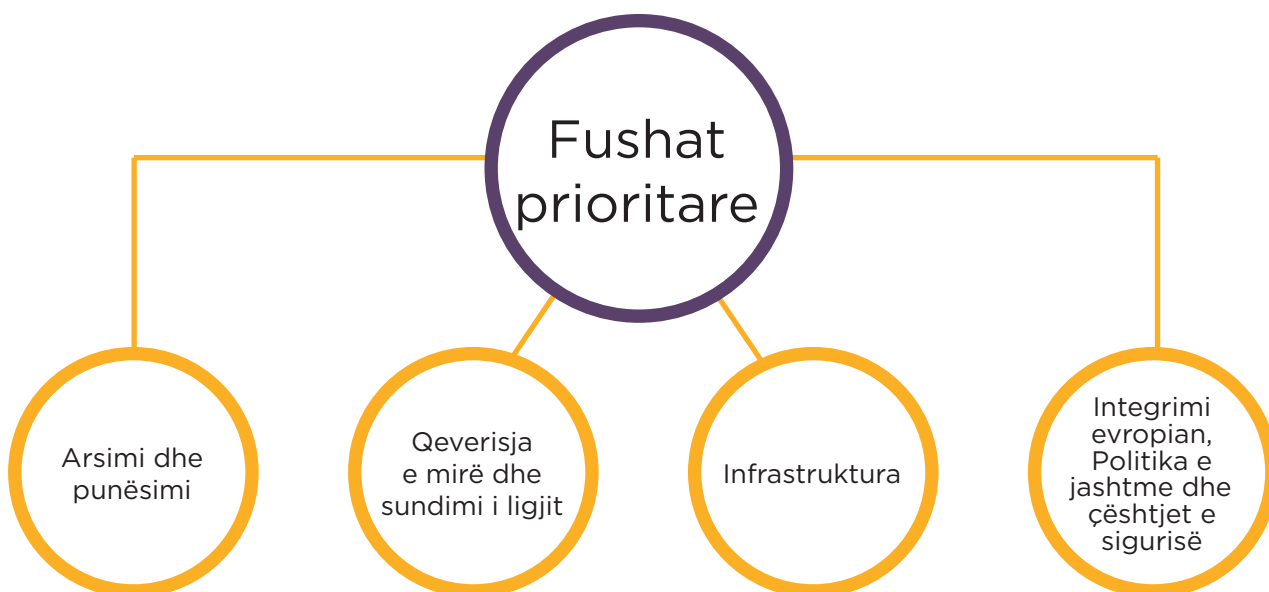 Fushat
prioritare
Arsimi dhe
punësimi
Qeverisja
e mirë dhe
sundimi i ligjit
Infrastruktura
Integrimi
evropian,
Politika e
jashtme dhe
çështjet e
sigurisë